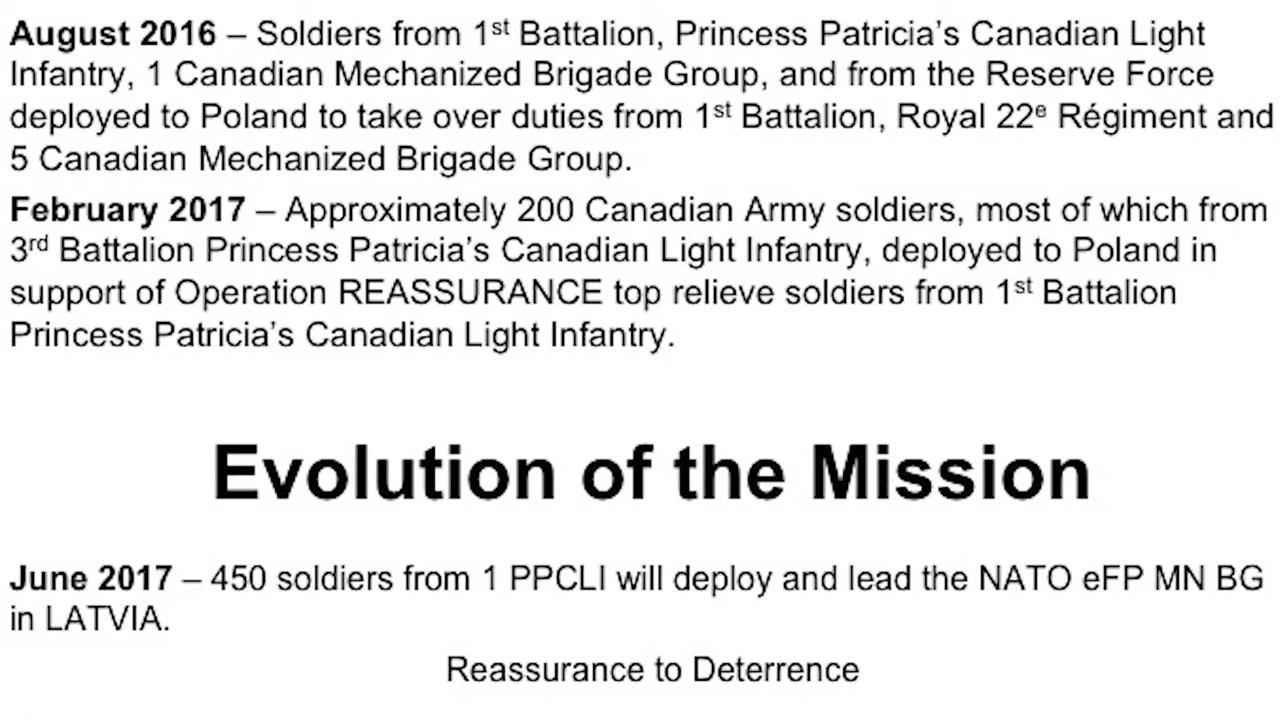 August 2016 – Soldiers from 1st Battalion, Princess Patricia’s Canadian Light
Infantry, 1 Canadian Mechanized Brigade Group, and from the Reserve Force
deployed to Poland to take over duties from 1st Battalion, Royal 22e Régiment and
5 Canadian Mechanized Brigade Group.
February 2017 – Approximately 200 Canadian Army soldiers, most of which from
3rd Battalion Princess Patricia’s Canadian Light Infantry, deployed to Poland in
support of Operation REASSURANCE top relieve soldiers from 1st Battalion
Princess Patricia’s Canadian Light Infantry.
Evolution of the Mission
June 2017 – 450 soldiers from 1 PPCLI will deploy and lead the NATO eFP MN BG
in LATVIA.
Reassurance to Deterrence